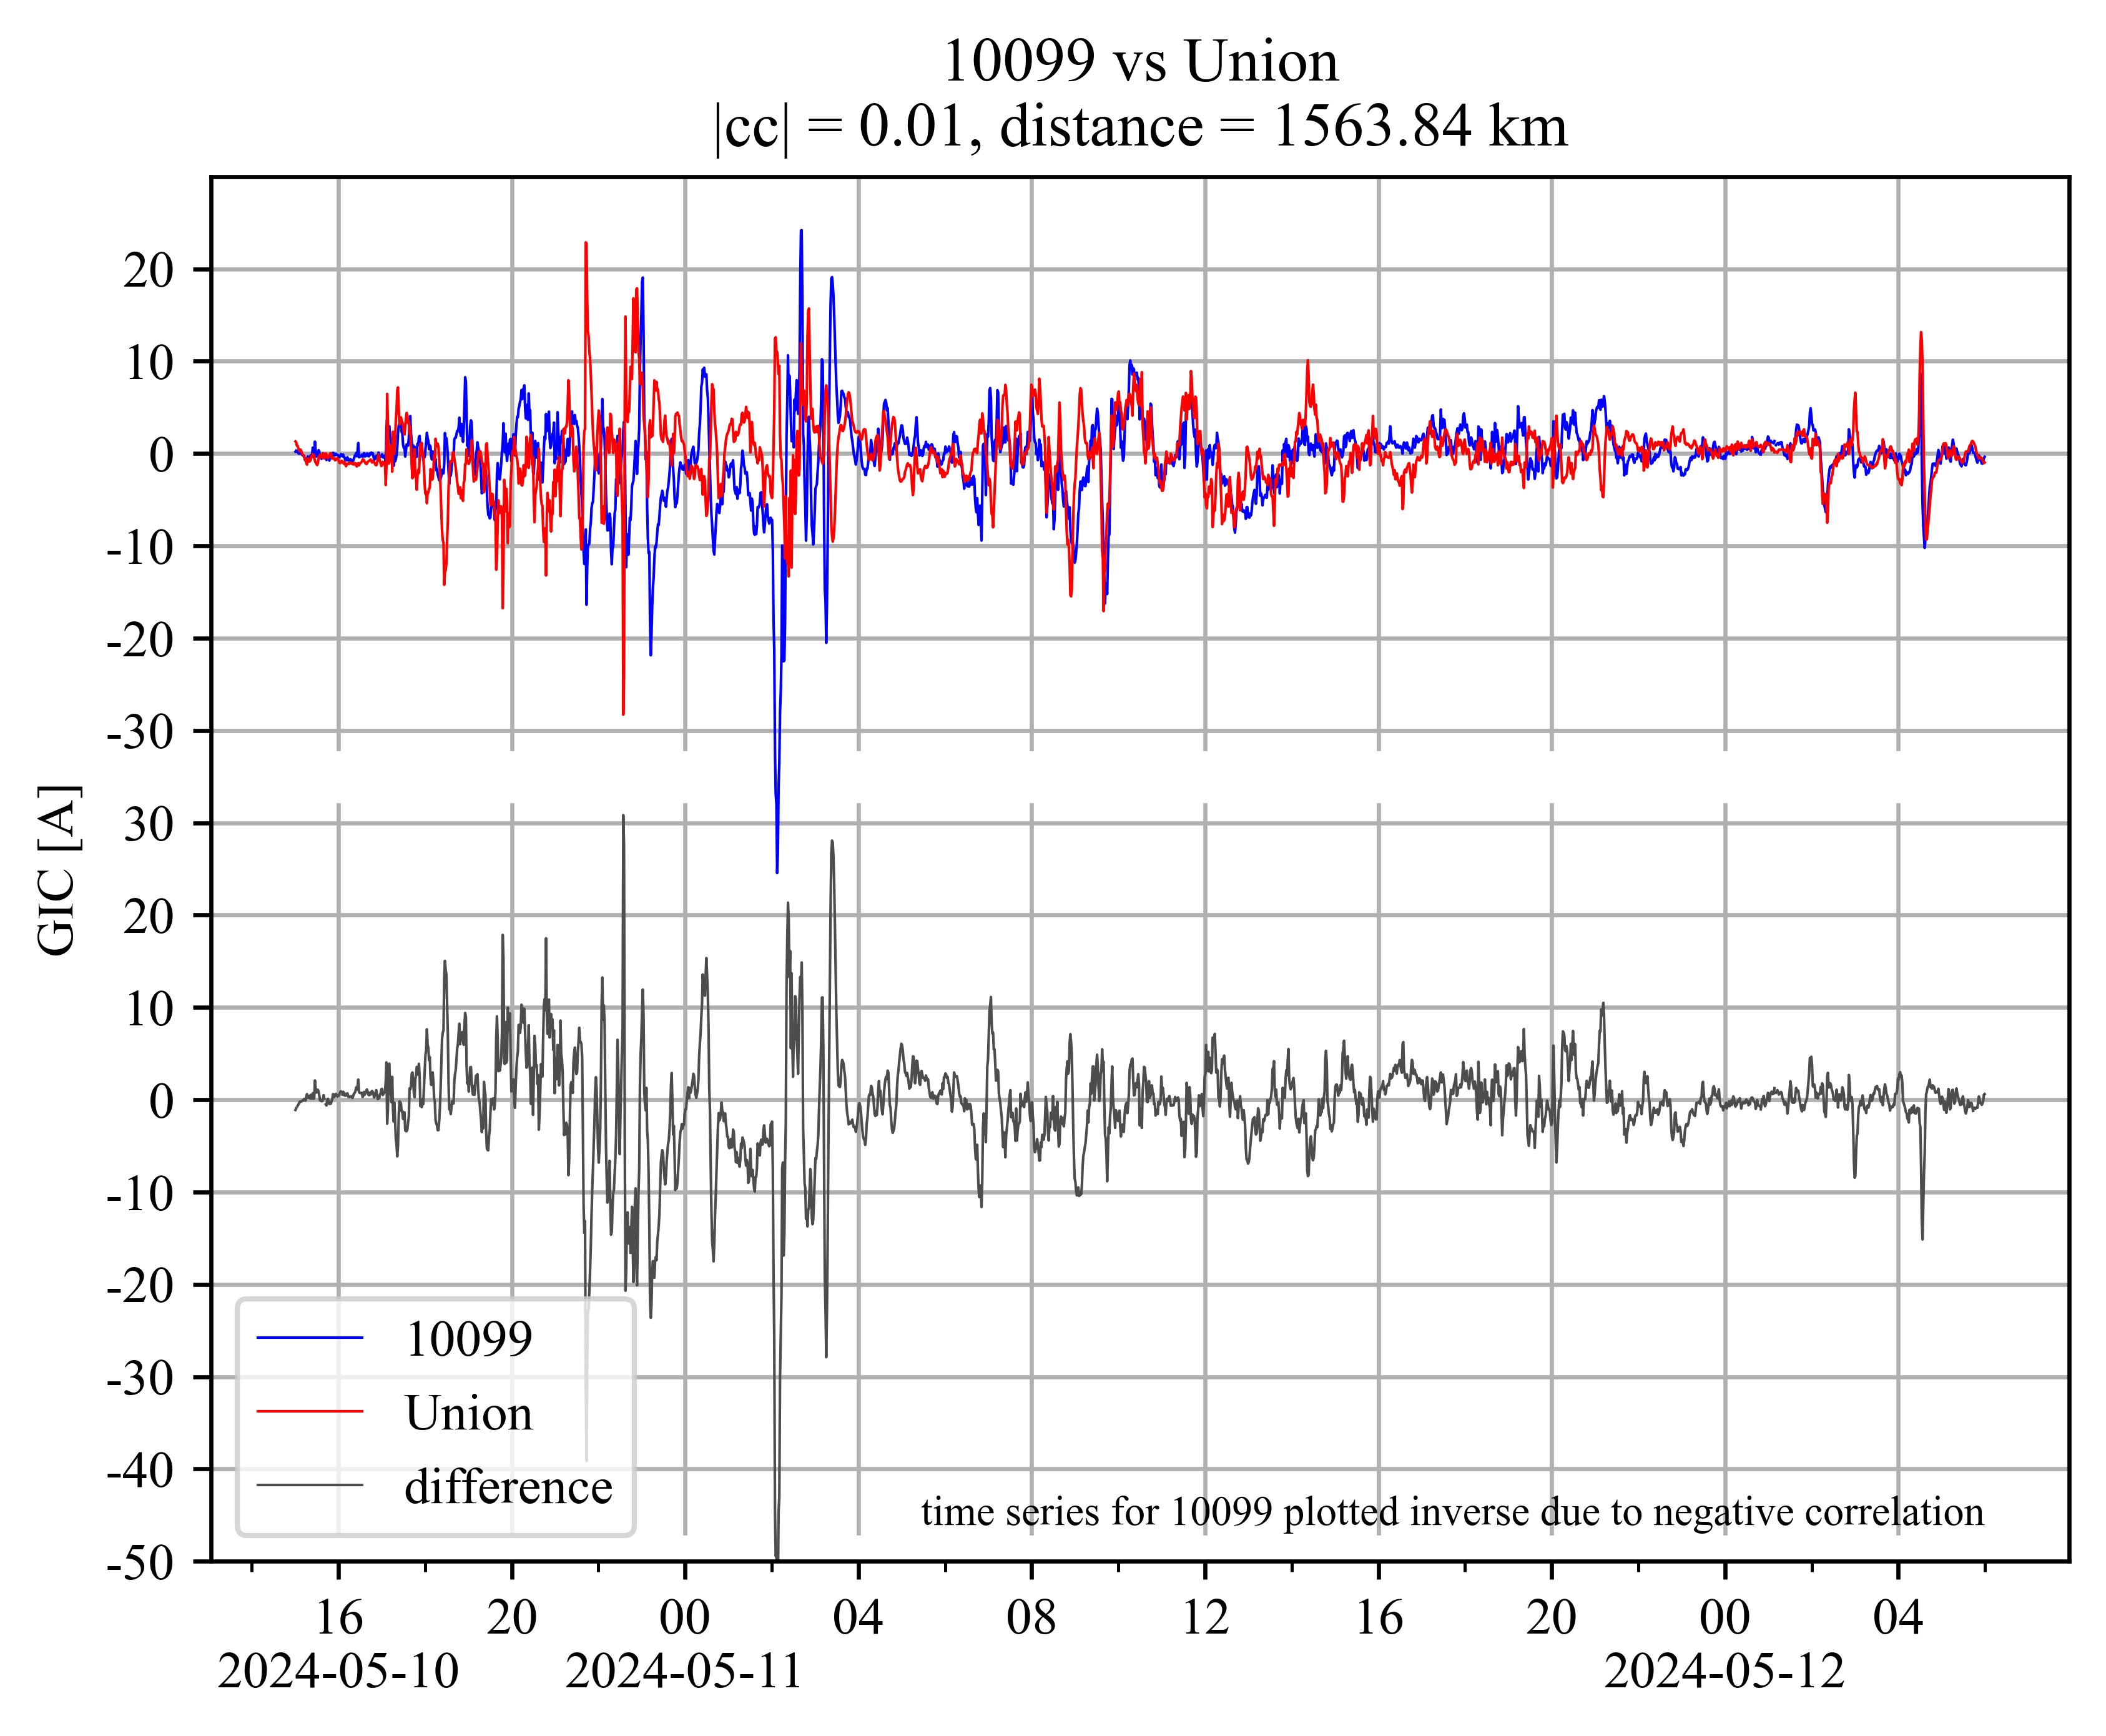 10099 vs Union
|cc| = 0.01, distance = 1563.84 km
GIC [A]
20
10
0
-10
-20
-30
30
20
10
0
-10
-20
-30
-40
-50
10099
Union
difference
time series for 10099 plotted inverse due to negative correlation
16 20 00 04 08 12 16 20 00 04
2024-05-10 2024-05-11 2024-05-12